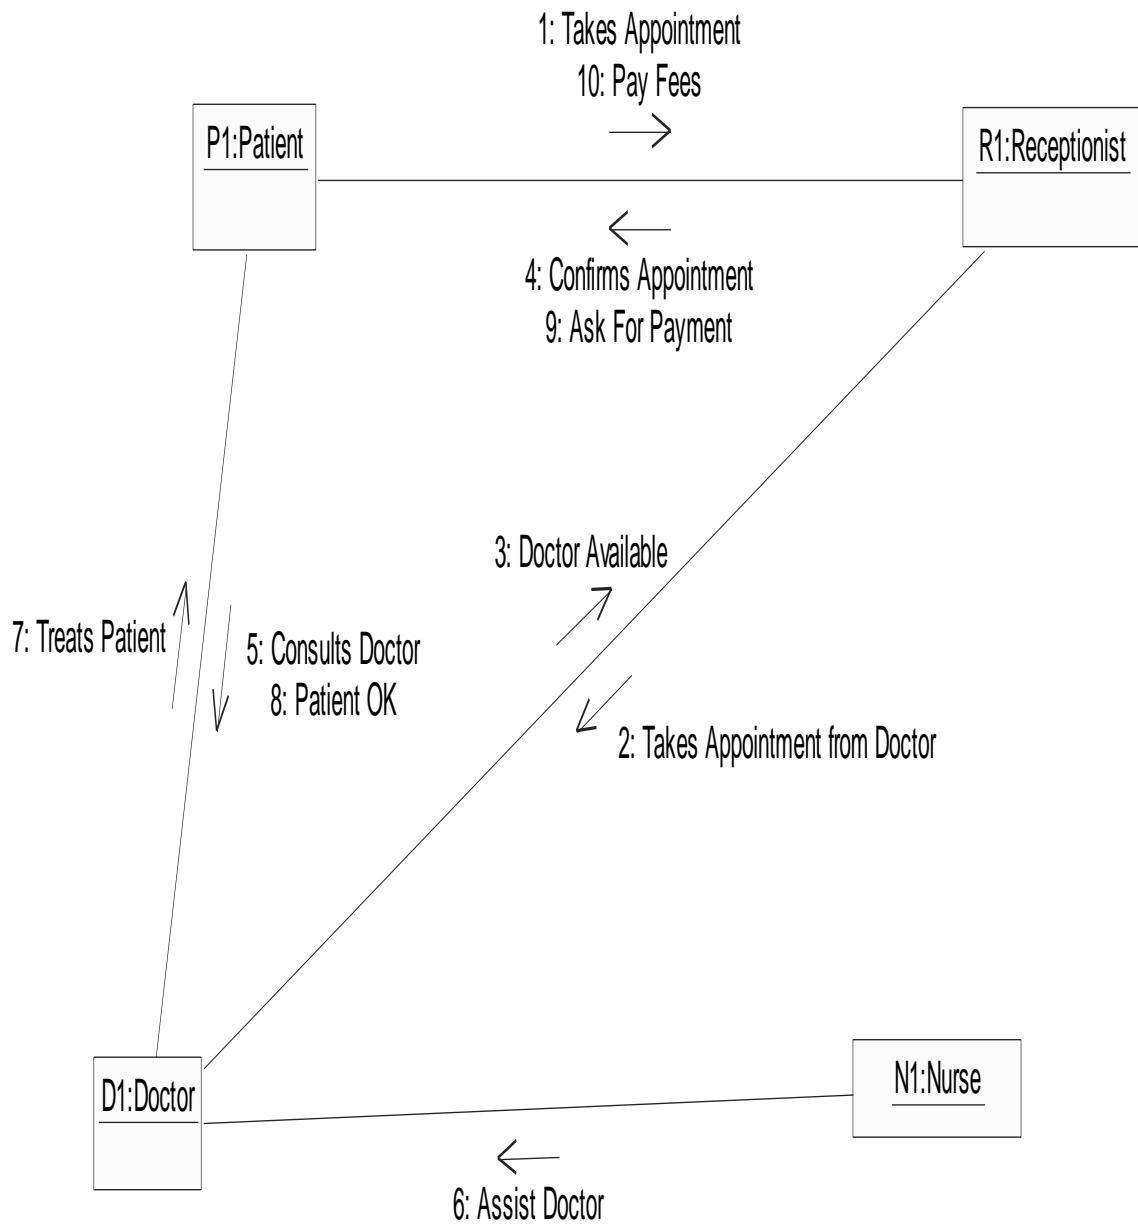 1: Takes Appointment
10: Pay Fees
P1:Patient
R1:Receptionist
4: Confirms Appointment
9: Ask For Payment
3: Doctor Available
7: Treats Patient
5: Consults Doctor
8: Patient OK
2: Takes Appointment from Doctor
D1:Doctor
N1:Nurse
6: Assist Doctor